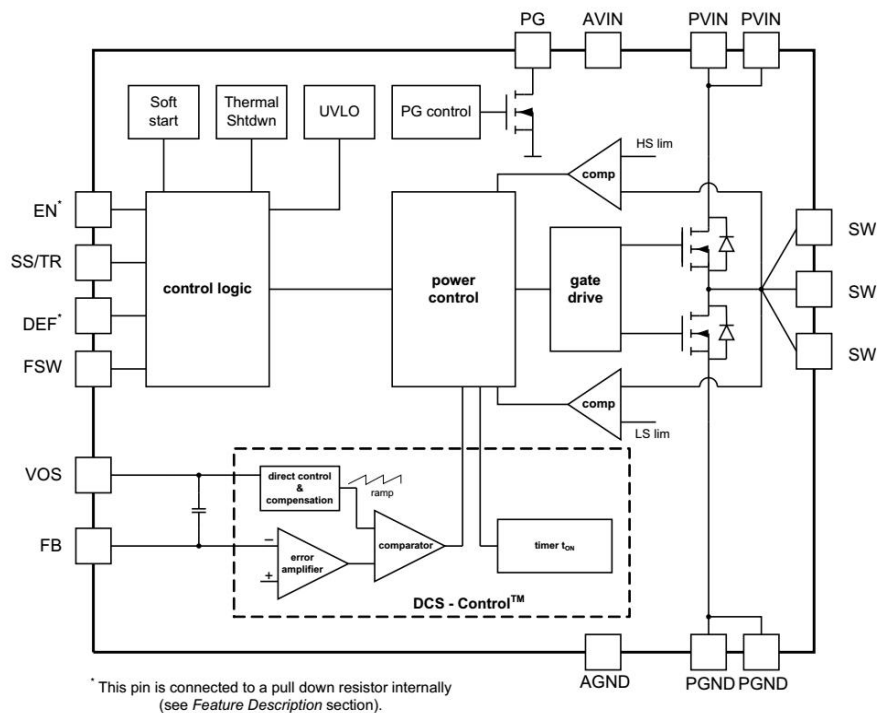 PG AVIN PVIN PVIN
Soft
start
Thermal
Shtdwn
UVLO
PG control
HS lim
comp
EN*
SS/TR
DEF*
FSW
control logic
power
control
gate
drive
SW
SW
SW
comp
LS lim
VOS
FB
direct control
&
compensation
ramp
error
amplifier
comparator
timer tON
DCS - Control™
AGND PGND PGND
* This pin is connected to a pull down resistor internally
(see Feature Description section).